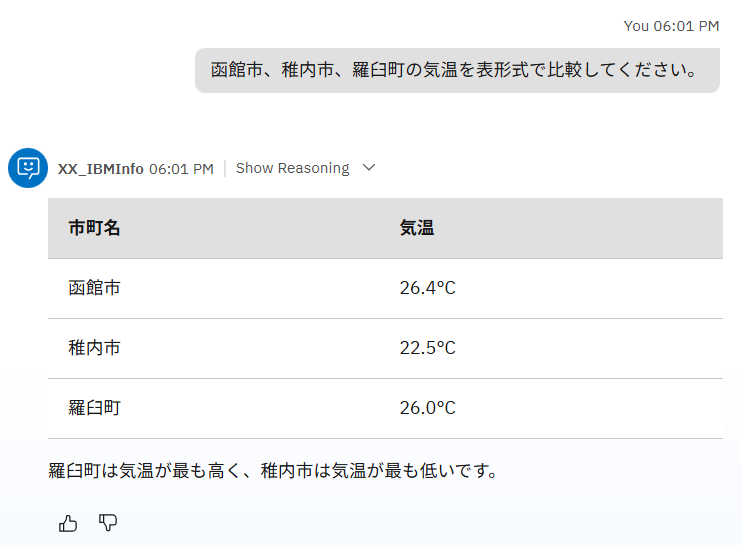 You 06:01 PM
函館市、稚内市、羅臼町の気温を表形式で比較してください。
XX_IBMInfo 06:01 PM Show Reasoning
市町名 気温
函館市 26.4°C
稚内市 22.5°C
羅臼町 26.0°C
羅臼町は気温が最も高く、稚内市は気温が最も低いです。